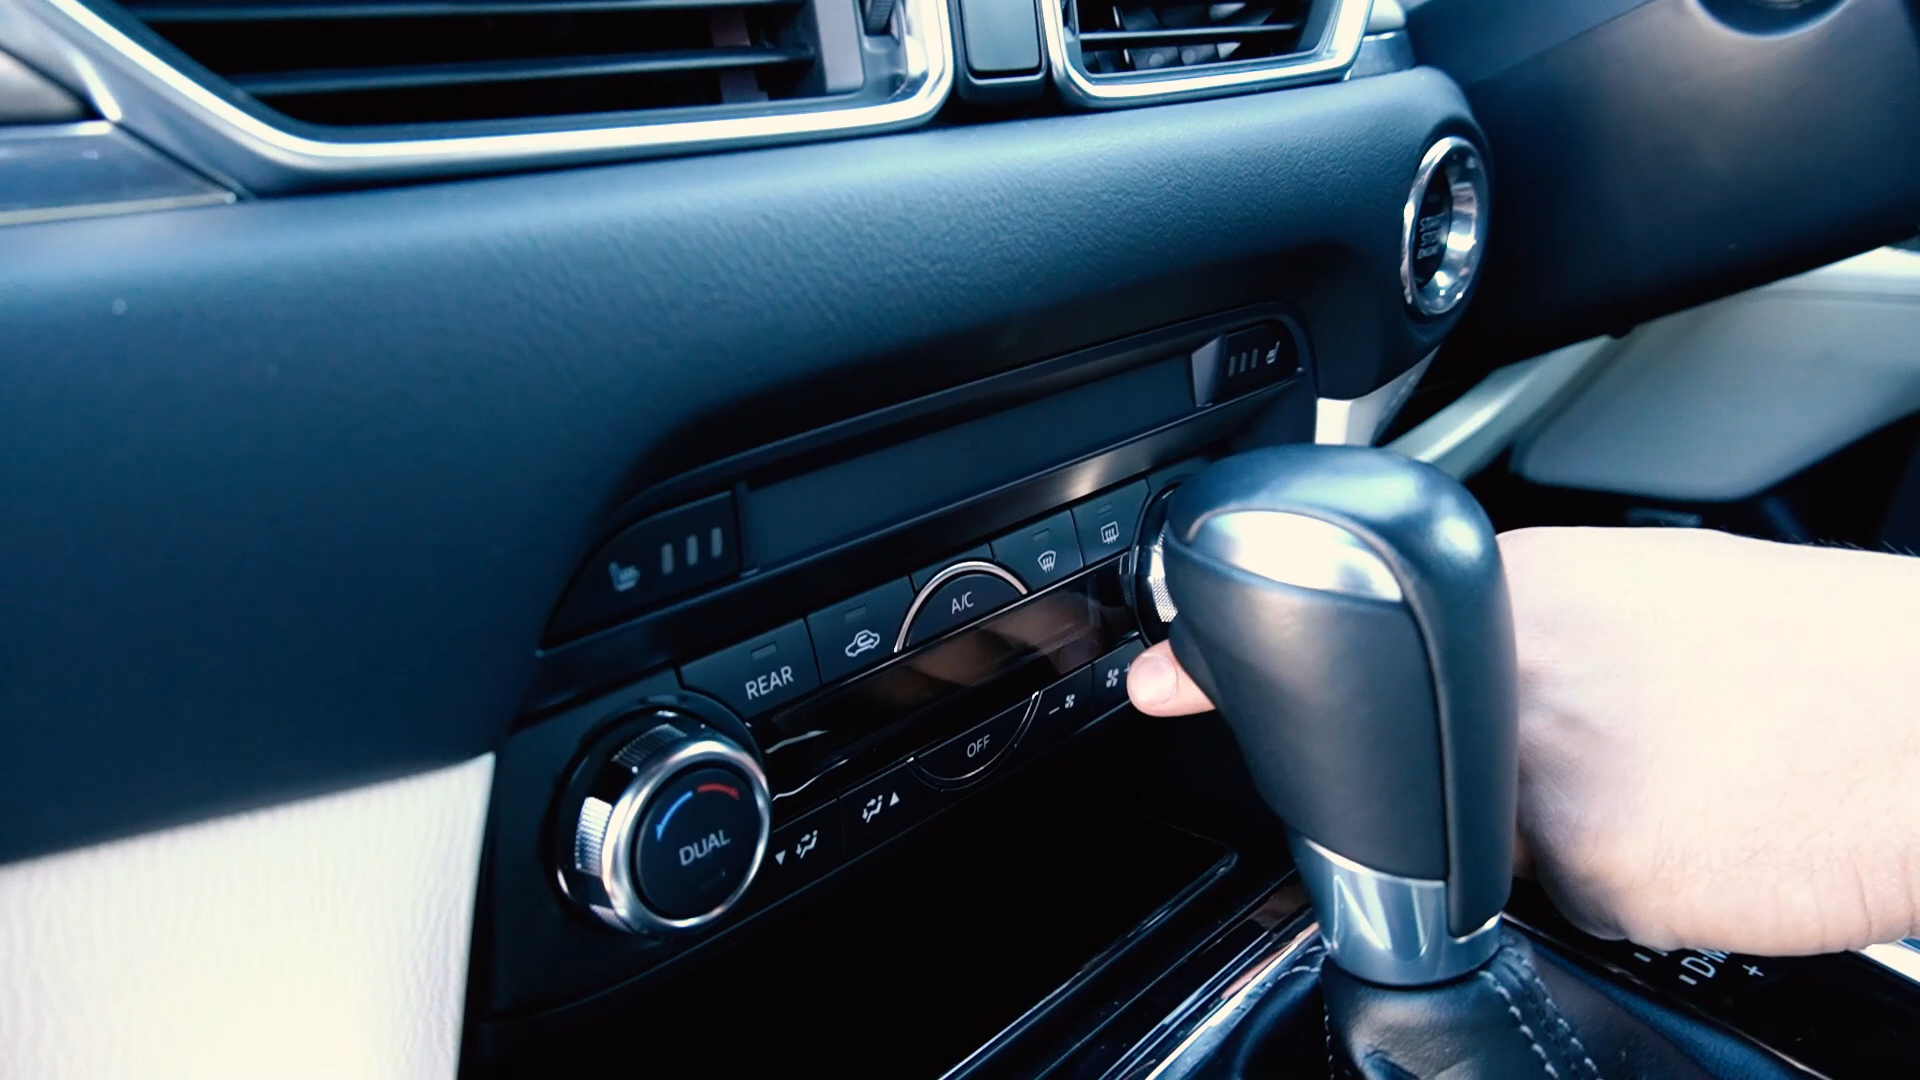 A/C
REAR
OFF
DUAL
D·M
+